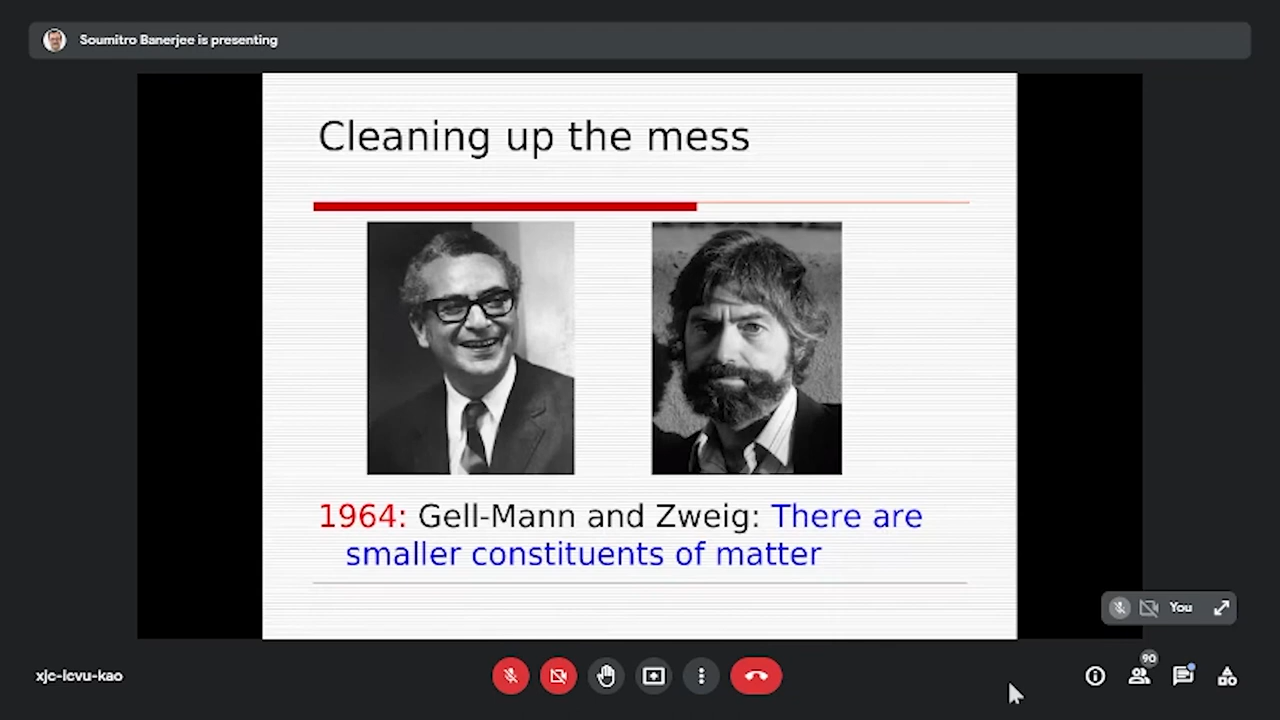 Soumitro Banerjee is presenting
Cleaning up the mess
1964: Gell-Mann and Zweig: There are
smaller constituents of matter
You
90
xjc-lcvu-kao